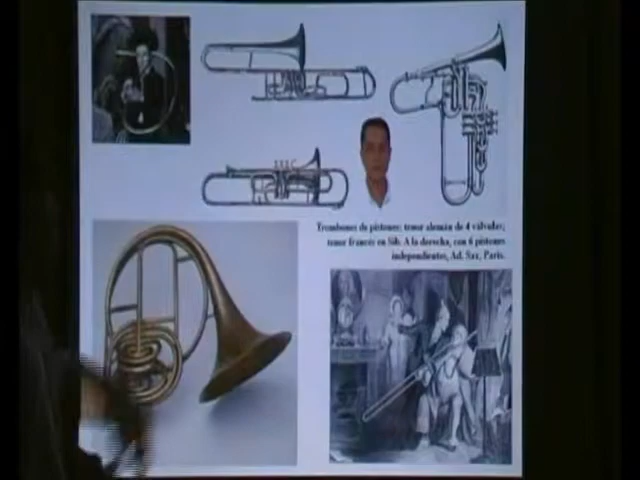 Trombones de pistones: tenor alemán de 4 válvulas;
tenor francés en Sib. A la derecha, con 6 pistones
independientes, Ad. Sax, París.